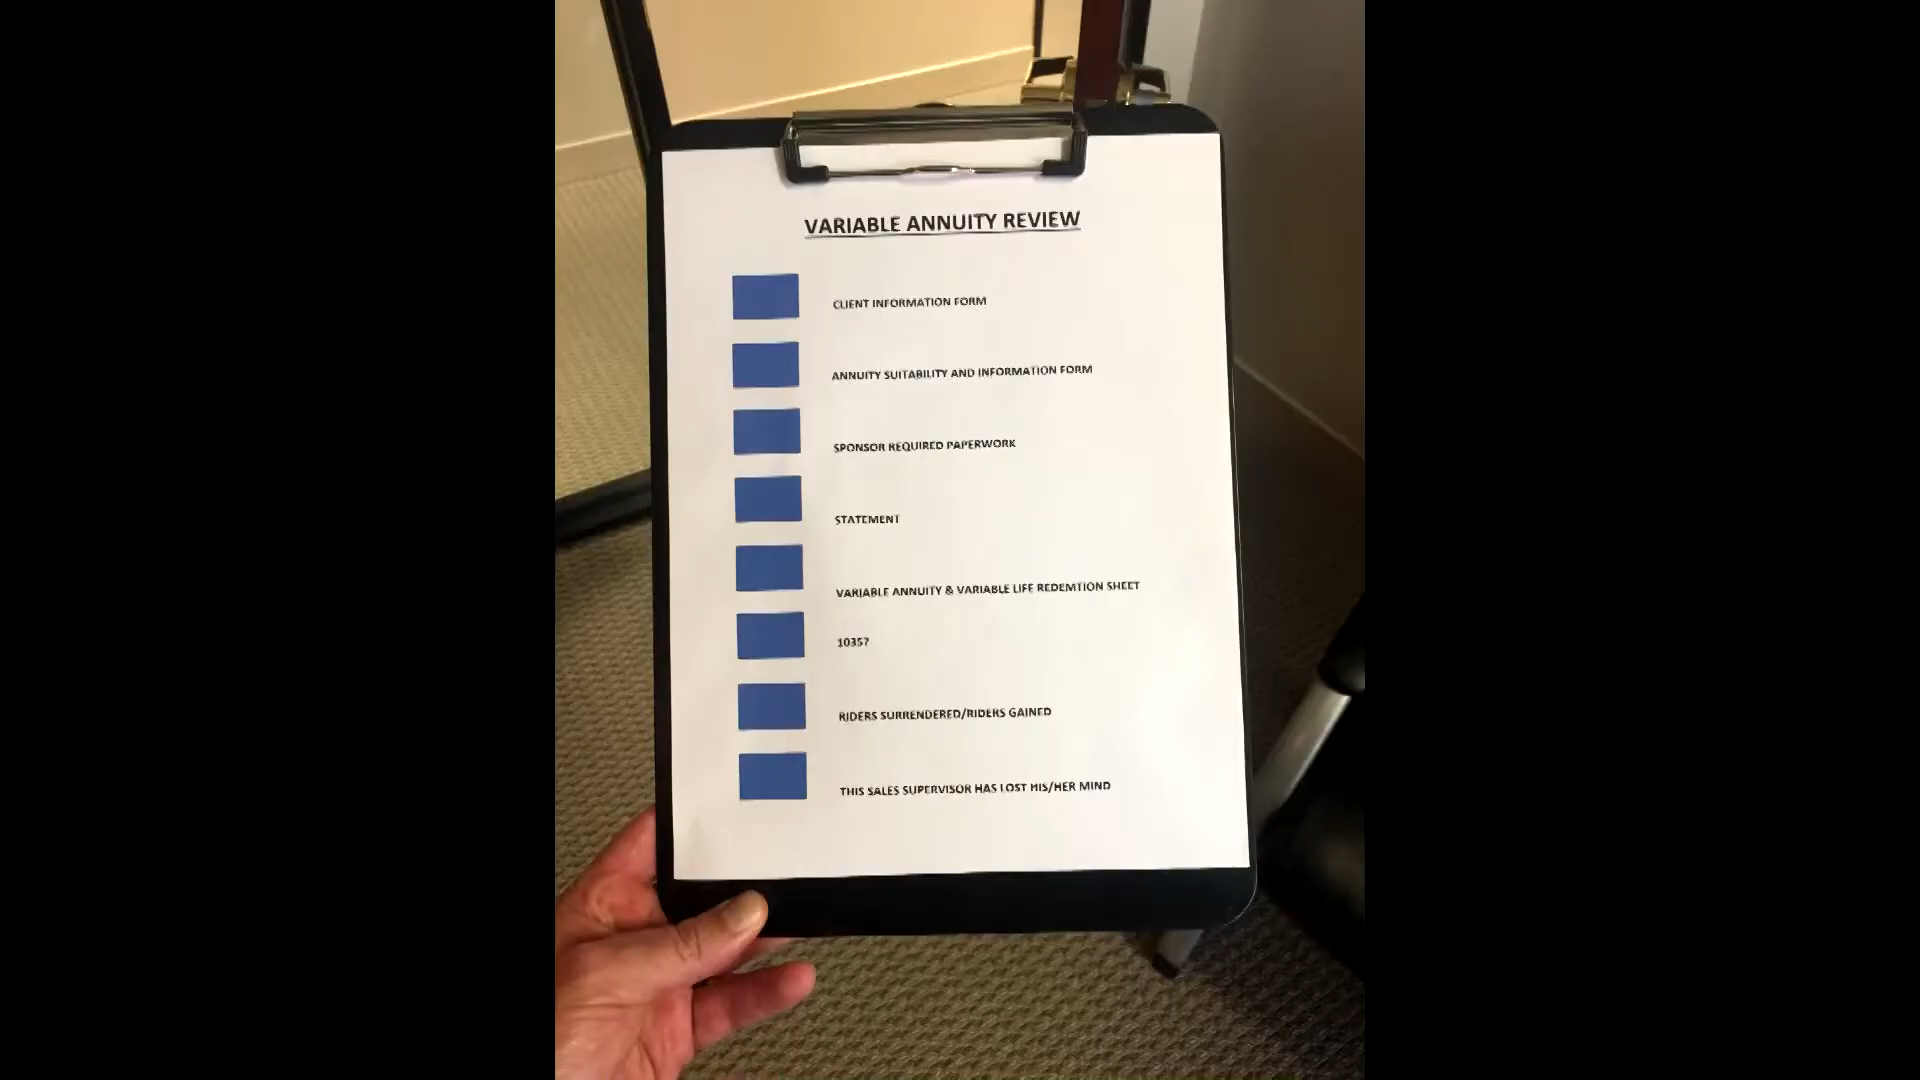 VARIABLE ANNUITY REVIEW
CLIENT INFORMATION FORM
ANNUITY SUITABILITY AND INFORMATION FORM
SPONSOR REQUIRED PAPERWORK
STATEMENT
VARIABLE ANNUITY & VARIABLE LIFE REDEMTION SHEET
1035?
RIDERS SURRENDERED/RIDERS GAINED
THIS SALES SUPERVISOR HAS LOST HIS/HER MIND